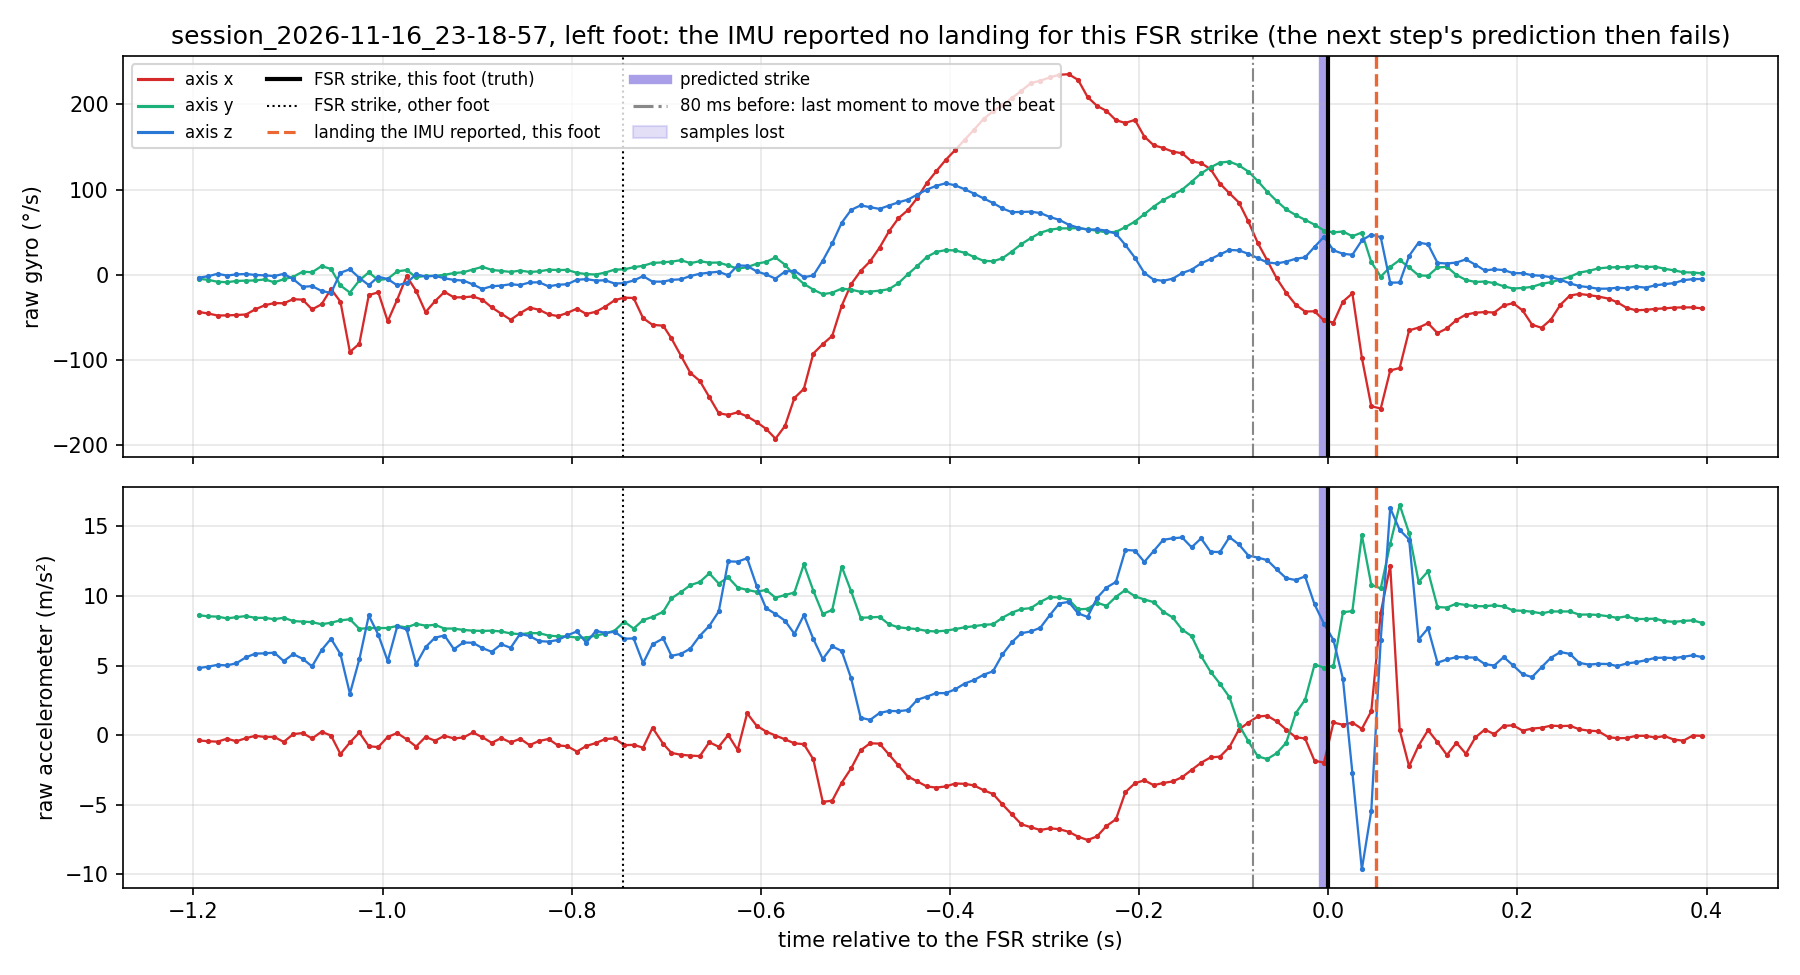 session_2026-11-16_23-18-57, left foot: the IMU reported no landing for this FSR strike (the next step's prediction then fails)
axis x
axis y
axis z
FSR strike, this foot (truth)
FSR strike, other foot
landing the IMU reported, this foot
predicted strike
80 ms before: last moment to move the beat
samples lost
raw gyro (°/s)
200
100
0
−100
−200
raw accelerometer (m/s²)
15
10
5
0
−5
−10
−1.2 −1.0 −0.8 −0.6 −0.4 −0.2 0.0 0.2 0.4
time relative to the FSR strike (s)